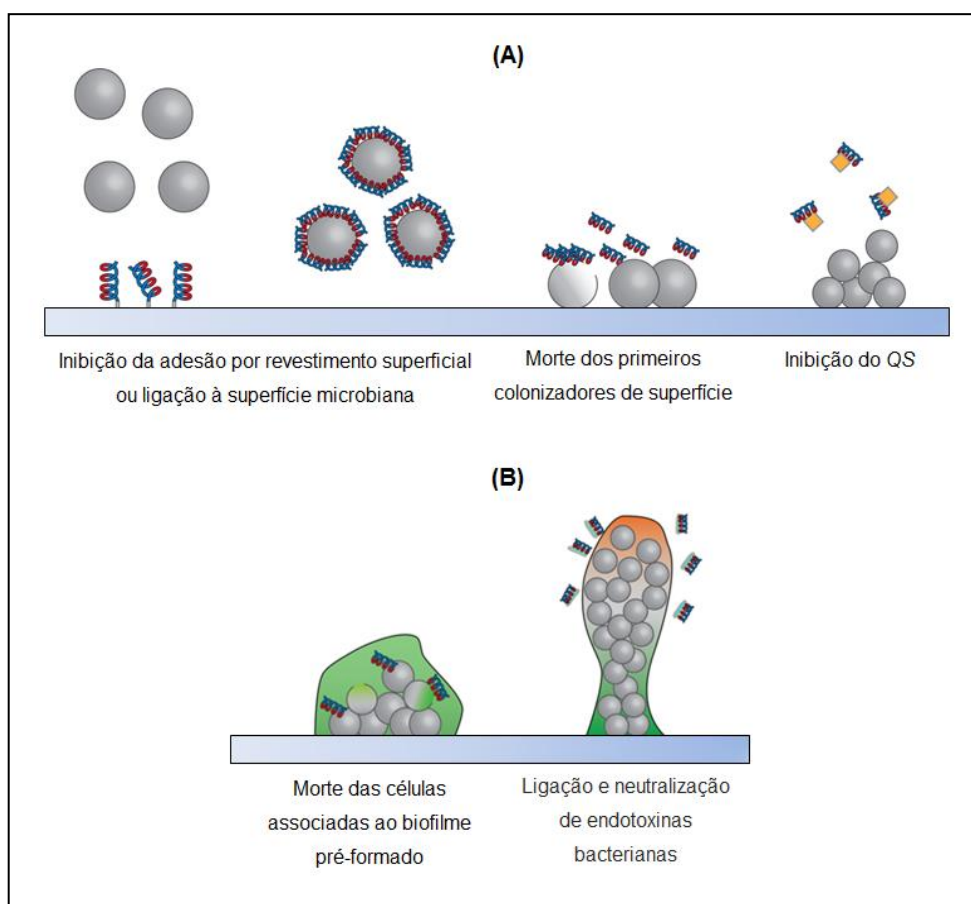 (A)
Inibição da adesão por revestimento superficial
ou ligação à superfície microbiana
Morte dos primeiros
colonizadores de superfície
Inibição do QS
(B)
Morte das células
associadas ao biofilme
pré-formado
Ligação e neutralização
de endotoxinas
bacterianas